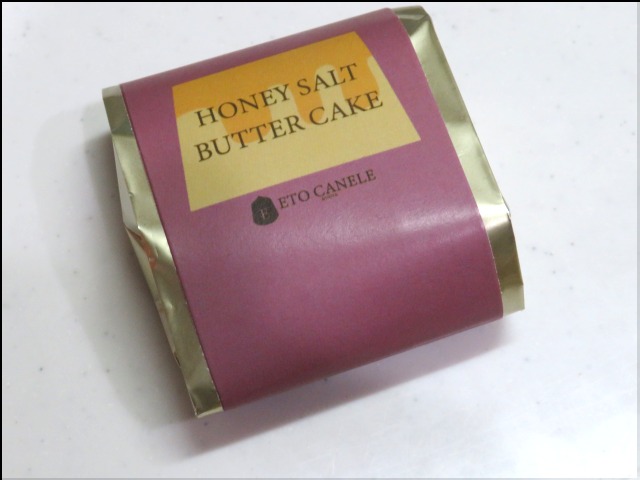 HONEY SALT
BUTTER CAKE
ETO CANELE